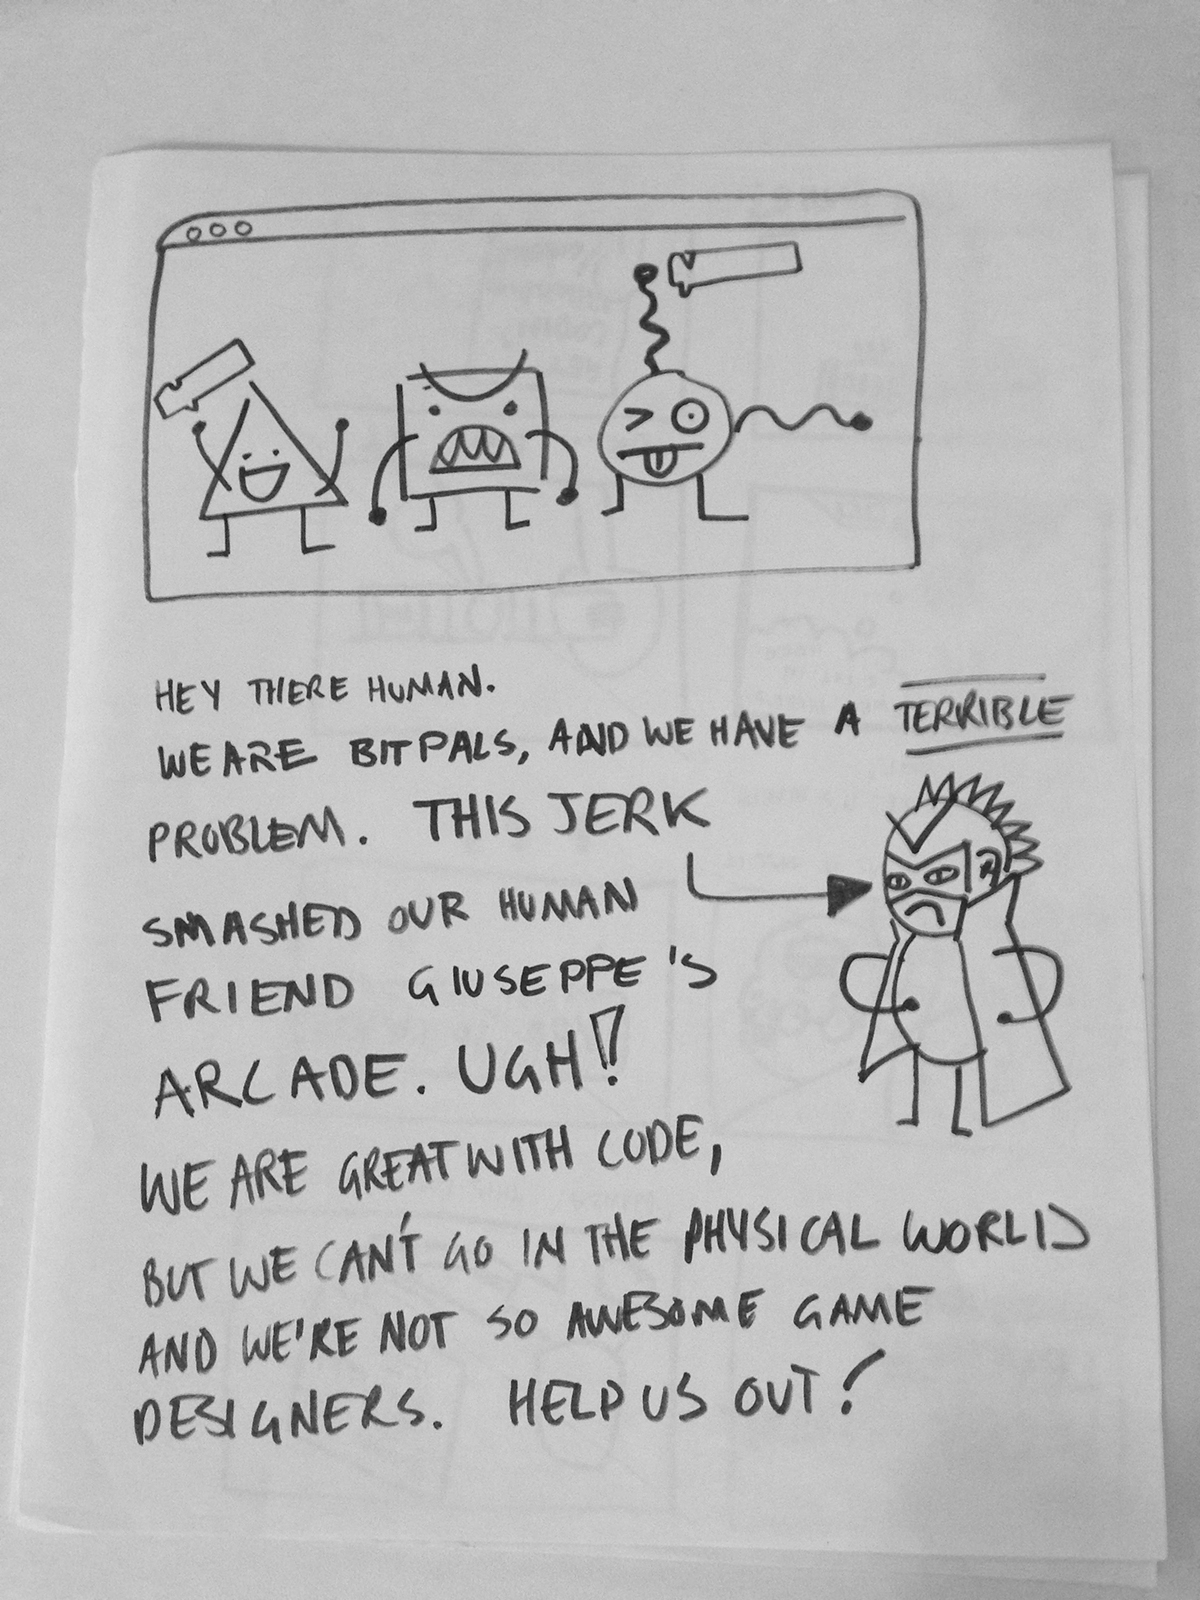 HEY THERE HUMAN.
WE ARE BITPALS, AND WE HAVE A TERRIBLE
PROBLEM. THIS JERK
SMASHED OUR HUMAN
FRIEND GIUSEPPE'S
ARCADE. UGH!
WE ARE GREAT WITH CODE,
BUT WE CAN'T GO IN THE PHYSICAL WORLD
AND WE'RE NOT SO AWESOME GAME
DESIGNERS. HELP US OUT!